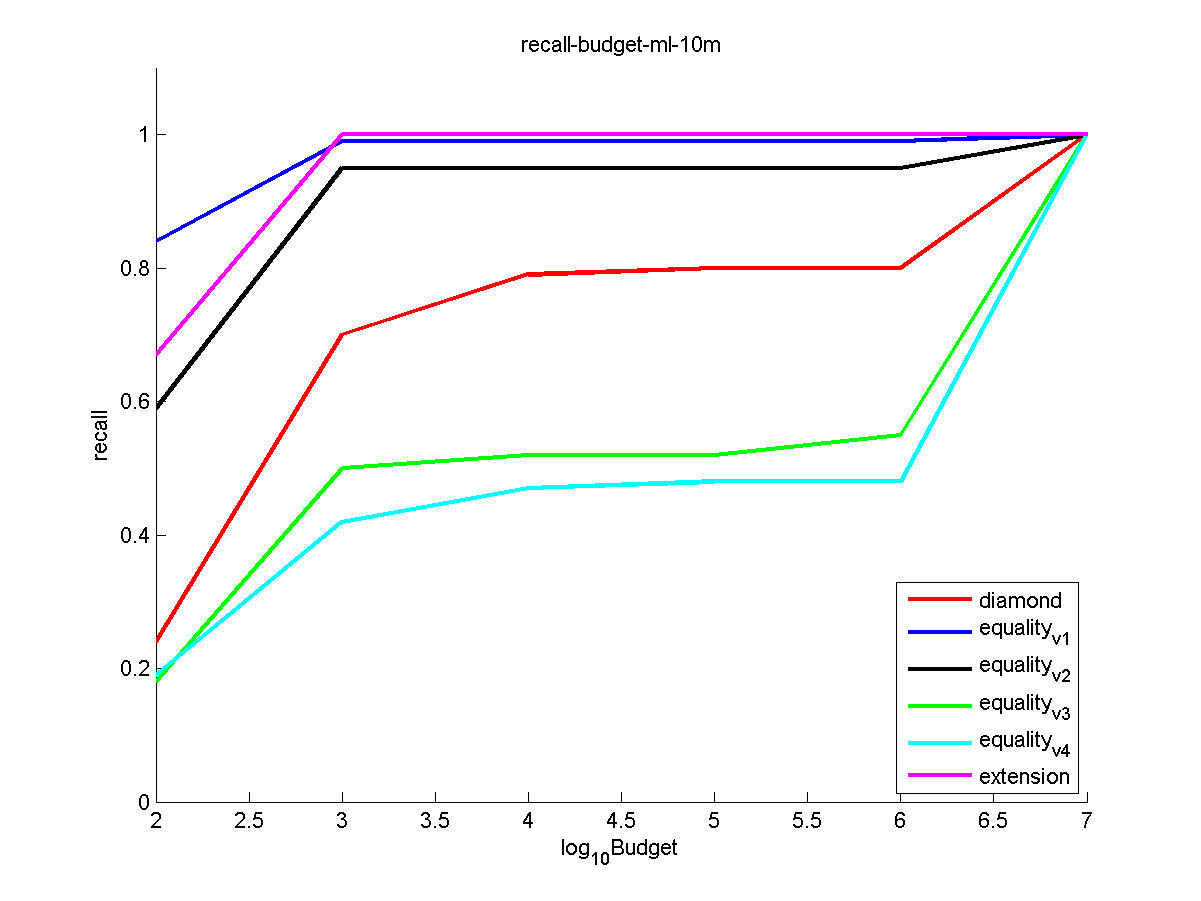 recall-budget-ml-10m
1
0.8
0.6
0.4
0.2
0
recall
2 2.5 3 3.5 4 4.5 5 5.5 6 6.5 7
log10Budget
diamond
equalityv1
equalityv2
equalityv3
equalityv4
extension